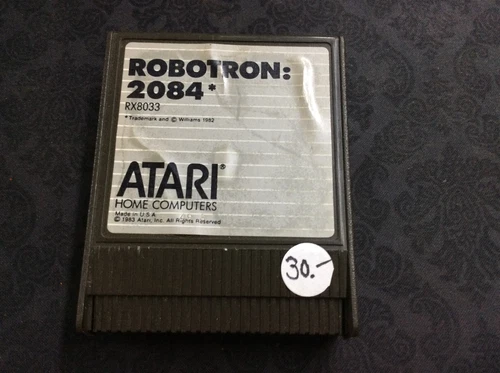 ROBOTRON:
2084*
RX8033
* Trademark and © Williams 1982
ATARI®
HOME COMPUTERS
Made in U.S.A.
© 1983 Atari, Inc. All Rights Reserved
30.-